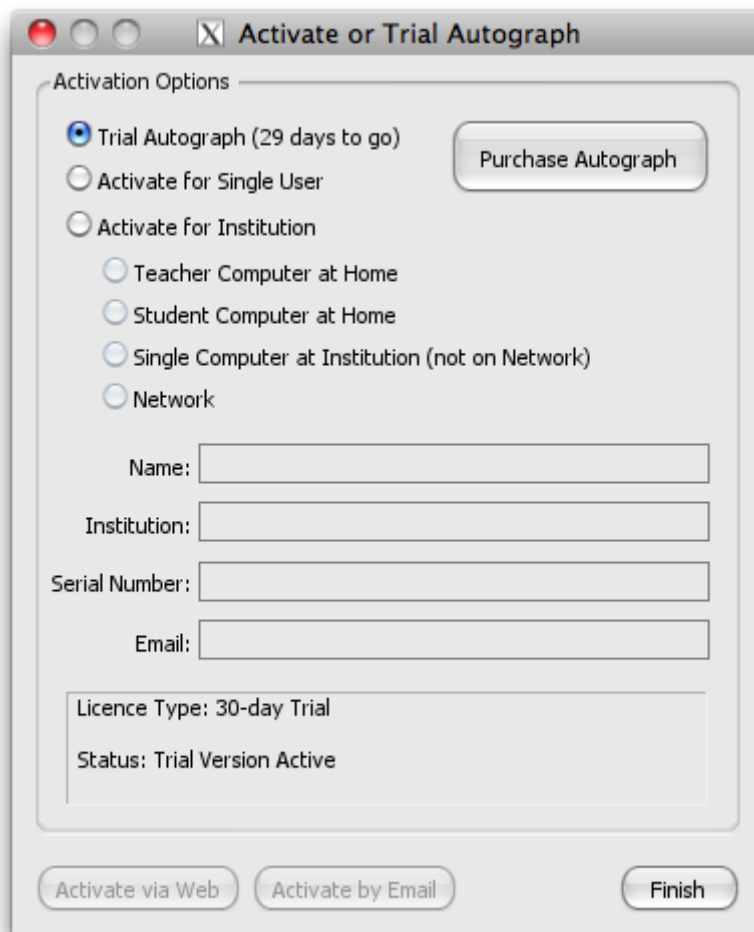 Activate or Trial Autograph
Activation Options
Trial Autograph (29 days to go)
Purchase Autograph
Activate for Single User
Activate for Institution
Teacher Computer at Home
Student Computer at Home
Single Computer at Institution (not on Network)
Network
Name:
Institution:
Serial Number:
Email:
Licence Type: 30-day Trial
Status: Trial Version Active
Activate via Web Activate by Email Finish